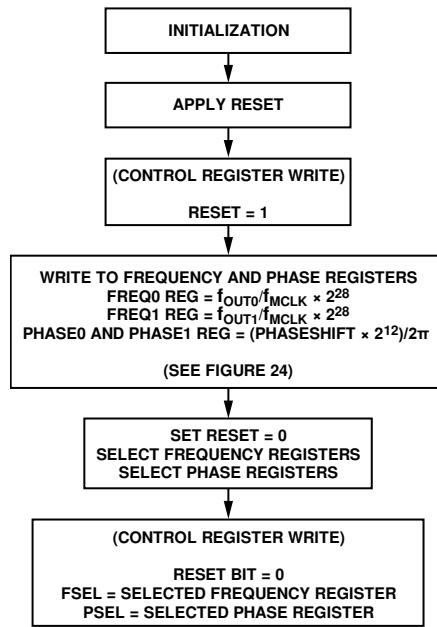 INITIALIZATION
APPLY RESET
(CONTROL REGISTER WRITE)
RESET = 1
WRITE TO FREQUENCY AND PHASE REGISTERS
FREQ0 REG = fOUT0/fMCLK × 2^28
FREQ1 REG = fOUT1/fMCLK × 2^28
PHASE0 AND PHASE1 REG = (PHASESHIFT × 2^12)/2π
(SEE FIGURE 24)
SET RESET = 0
SELECT FREQUENCY REGISTERS
SELECT PHASE REGISTERS
(CONTROL REGISTER WRITE)
RESET BIT = 0
FSEL = SELECTED FREQUENCY REGISTER
PSEL = SELECTED PHASE REGISTER